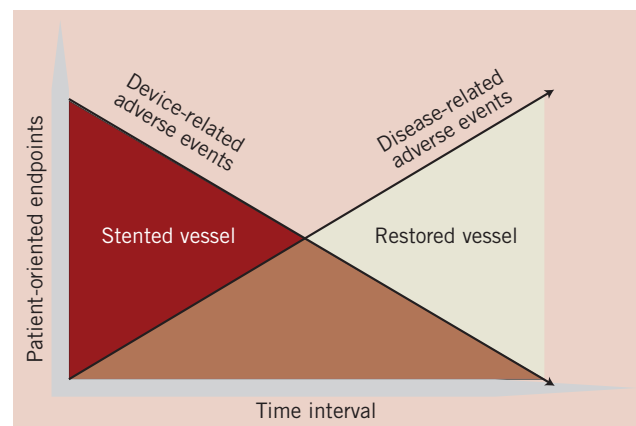 Device-related
adverse events
Disease-related
adverse events
Patient-oriented endpoints
Stented vessel
Restored vessel
Time interval